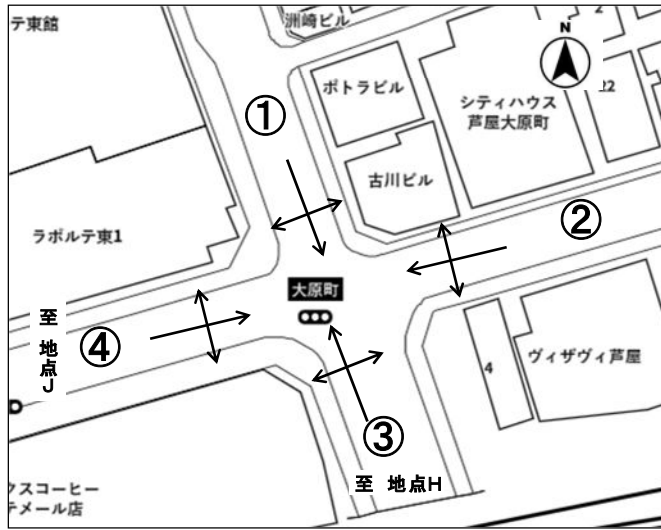 テ東館
洲崎ビル
2
N
①
ポトラビル
シティハウス
芦屋大原町
22
古川ビル
②
ラポルテ東1
大原町
至
地点J
④
4
ヴィザヴィ芦屋
③
至 地点H
ウスコーヒー
テメール店